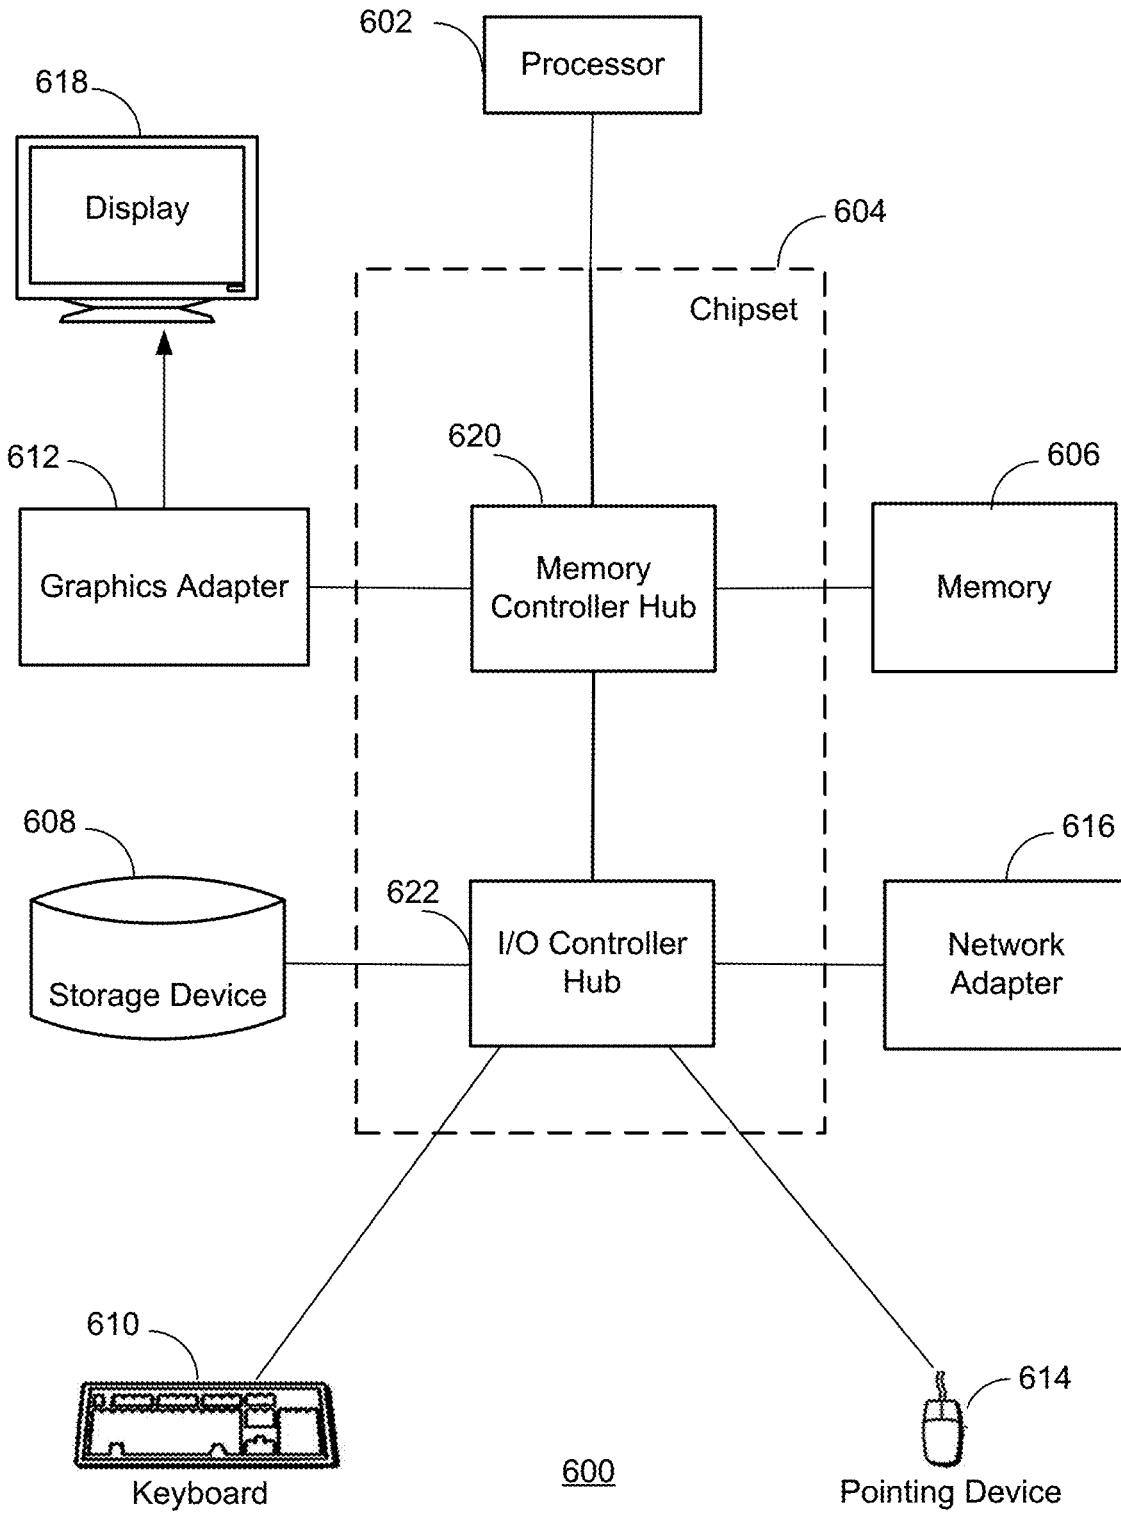 602
Processor
618
Display
604
Chipset
620
612
606
Graphics Adapter
Memory
Controller Hub
Memory
608
616
622
Storage Device
I/O Controller
Hub
Network
Adapter
610
614
Keyboard
600
Pointing Device